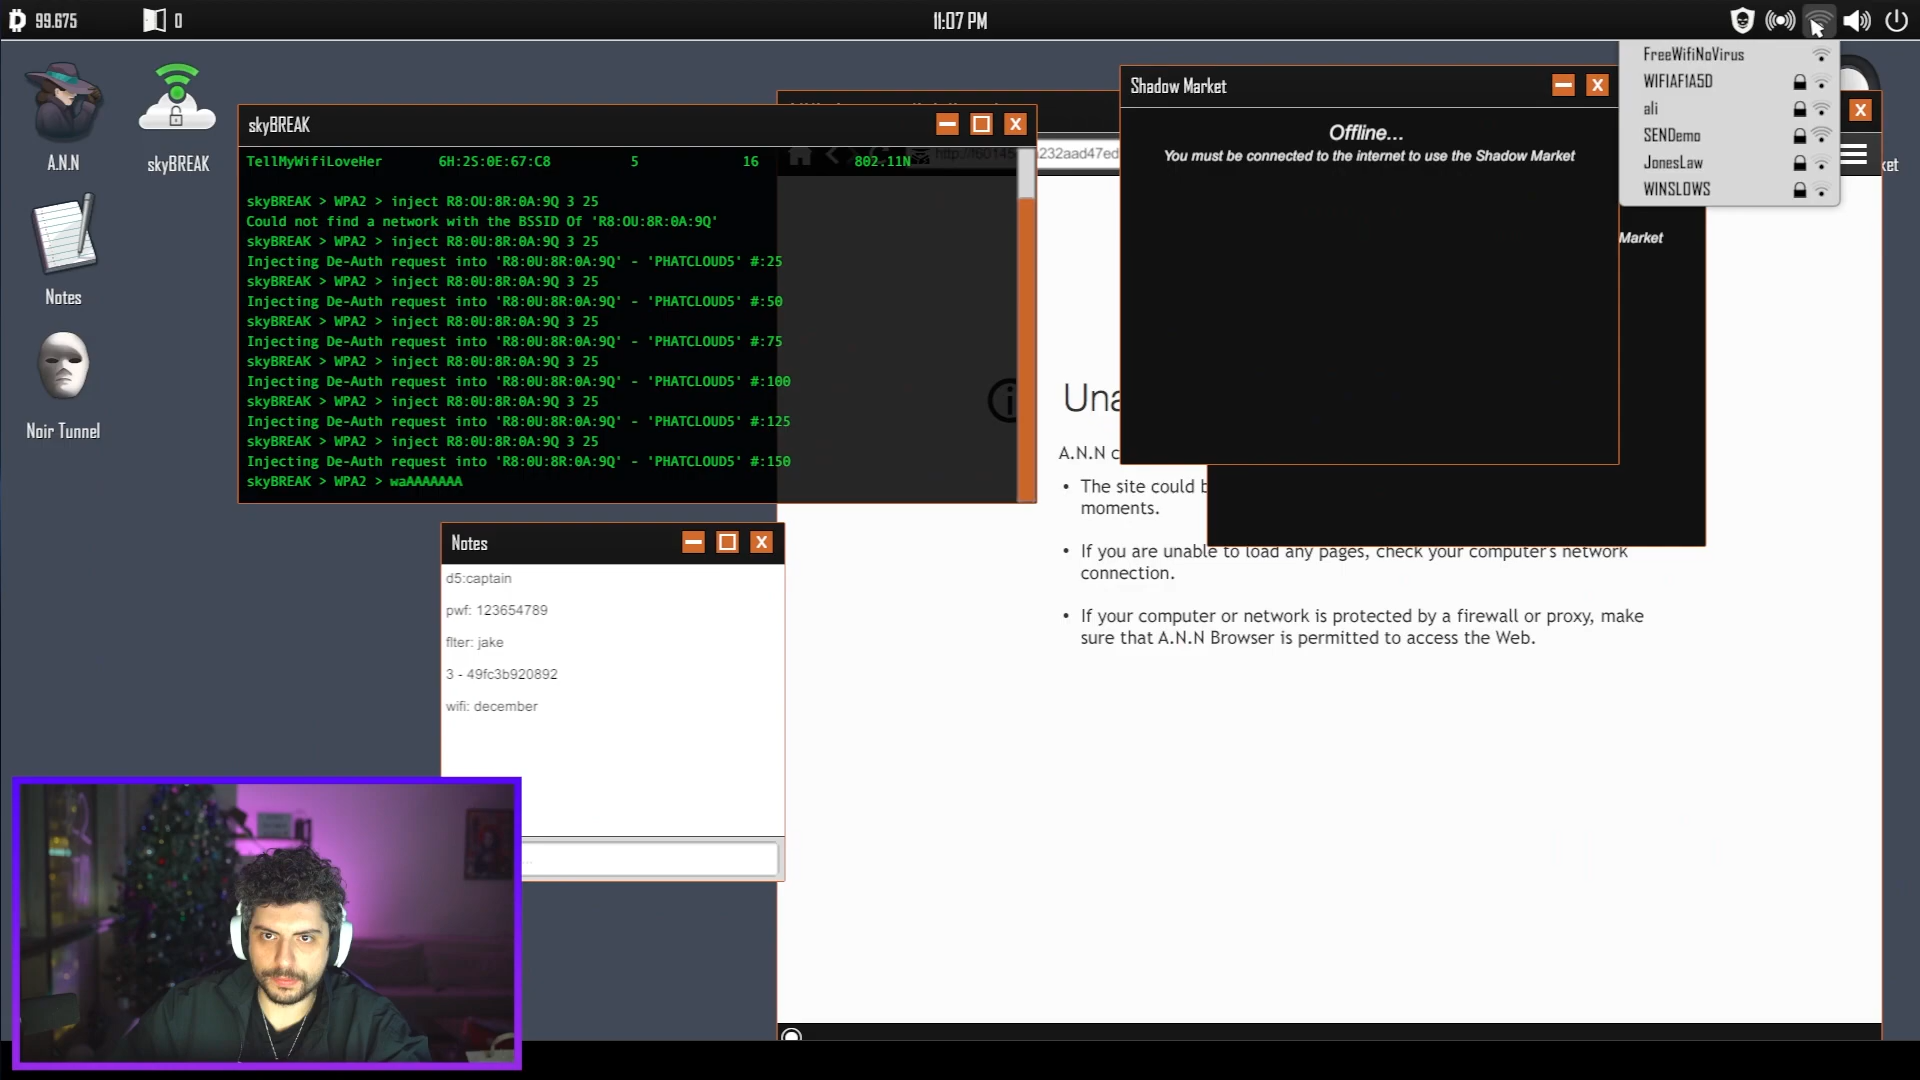 99.675
0
11:07 PM
FreeWifiNoVirus
WIFIAF1A5D
ali
SENDemo
JonesLaw
WINSLOWS
A.N.N
skyBREAK
Notes
Noir Tunnel
skyBREAK
TellMyWifiLoveHer 6H:2S:0E:67:C8 5 16 802.11N
skyBREAK > WPA2 > inject R8:OU:8R:0A:9Q 3 25
Could not find a network with the BSSID Of 'R8:OU:8R:0A:9Q'
skyBREAK > WPA2 > inject R8:0U:8R:0A:9Q 3 25
Injecting De-Auth request into 'R8:0U:8R:0A:9Q' - 'PHATCLOUD5' #:25
skyBREAK > WPA2 > inject R8:0U:8R:0A:9Q 3 25
Injecting De-Auth request into 'R8:0U:8R:0A:9Q' - 'PHATCLOUD5' #:50
skyBREAK > WPA2 > inject R8:0U:8R:0A:9Q 3 25
Injecting De-Auth request into 'R8:0U:8R:0A:9Q' - 'PHATCLOUD5' #:75
skyBREAK > WPA2 > inject R8:0U:8R:0A:9Q 3 25
Injecting De-Auth request into 'R8:0U:8R:0A:9Q' - 'PHATCLOUD5' #:100
skyBREAK > WPA2 > inject R8:0U:8R:0A:9Q 3 25
Injecting De-Auth request into 'R8:0U:8R:0A:9Q' - 'PHATCLOUD5' #:125
skyBREAK > WPA2 > inject R8:0U:8R:0A:9Q 3 25
Injecting De-Auth request into 'R8:0U:8R:0A:9Q' - 'PHATCLOUD5' #:150
skyBREAK > WPA2 > waAAAAAAA
Notes
d5:captain
pwf: 123654789
flter: jake
3 - 49fc3b920892
wifi: december
Shadow Market
Offline...
You must be connected to the internet to use the Shadow Market
Market
ket
Una
A.N.N c
• The site could b
moments.
• If you are unable to load any pages, check your computer's network
connection.
• If your computer or network is protected by a firewall or proxy, make
sure that A.N.N Browser is permitted to access the Web.